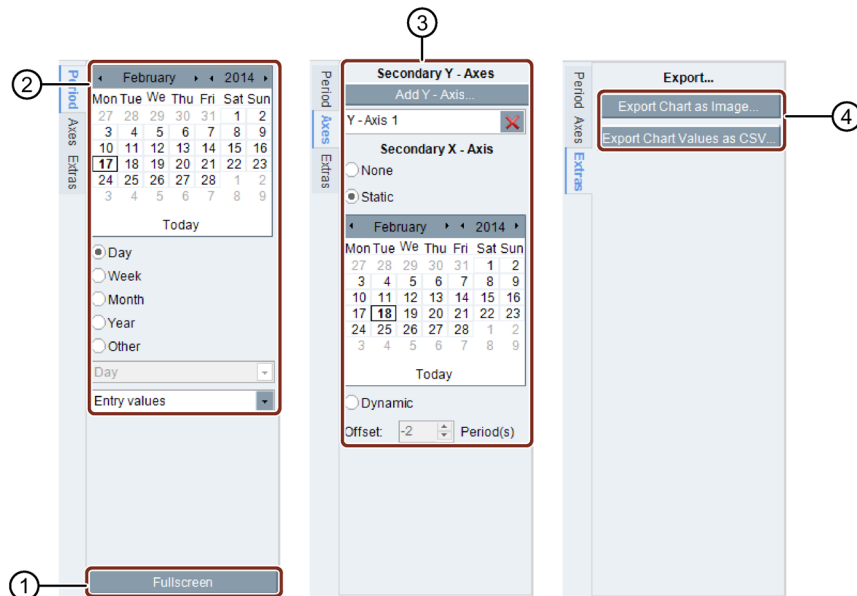 3
2
Period
Axes
Extras
February 2014
Mon Tue We Thu Fri Sat Sun
27 28 29 30 31 1 2
3 4 5 6 7 8 9
10 11 12 13 14 15 16
17 18 19 20 21 22 23
24 25 26 27 28 1 2
3 4 5 6 7 8 9
Today
Day
Week
Month
Year
Other
Day
Entry values
1
Fullscreen
Period
Axes
Extras
Secondary Y - Axes
Add Y - Axis...
Y - Axis 1
Secondary X - Axis
None
Static
February 2014
Mon Tue We Thu Fri Sat Sun
27 28 29 30 31 1 2
3 4 5 6 7 8 9
10 11 12 13 14 15 16
17 18 19 20 21 22 23
24 25 26 27 28 1 2
3 4 5 6 7 8 9
Today
Dynamic
Offset: -2 Period(s)
Period
Axes
Extras
Export...
Export Chart as Image...
Export Chart Values as CSV...
4